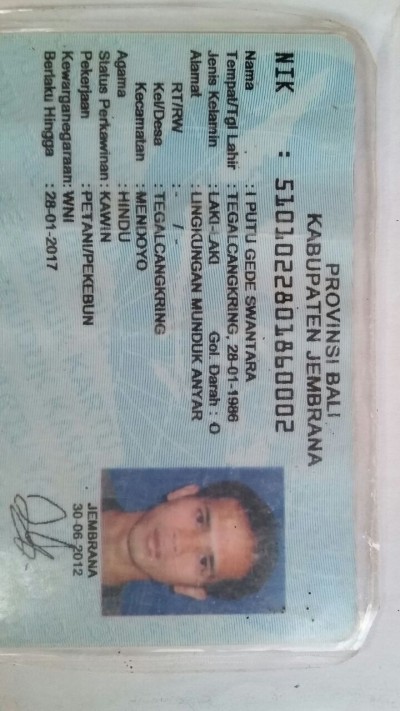 PROVINSI BALI
KABUPATEN JEMBRANA
NIK : 5101022801860002
Nama : I PUTU GEDE SWANTARA
Tempat/Tgl Lahir : TEGALCANGKRING, 28-01-1986
Jenis Kelamin : LAKI-LAKI Gol. Darah : O
Alamat : LINGKUNGAN MUNDUK ANYAR
RT/RW : - / -
Kel/Desa : TEGALCANGKRING
Kecamatan : MENDOYO
Agama : HINDU
Status Perkawinan : KAWIN
Pekerjaan : PETANI/PEKEBUN
Kewarganegaraan : WNI
Berlaku Hingga : 28-01-2017
JEMBRANA
30-06-2012